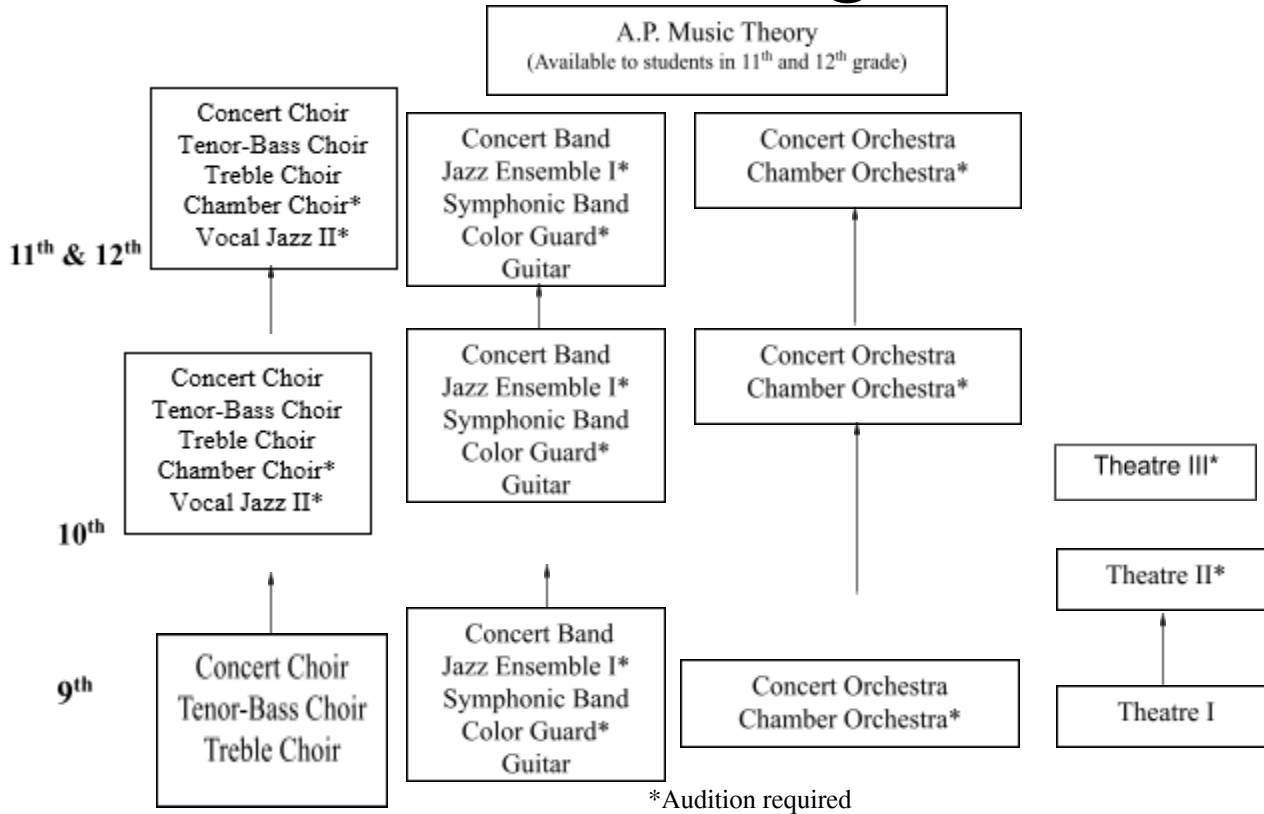 A.P. Music Theory
(Available to students in 11th and 12th grade)
11th & 12th
Concert Choir
Tenor-Bass Choir
Treble Choir
Chamber Choir*
Vocal Jazz II*
Concert Band
Jazz Ensemble I*
Symphonic Band
Color Guard*
Guitar
Concert Orchestra
Chamber Orchestra*
10th
Concert Choir
Tenor-Bass Choir
Treble Choir
Chamber Choir*
Vocal Jazz II*
Concert Band
Jazz Ensemble I*
Symphonic Band
Color Guard*
Guitar
Concert Orchestra
Chamber Orchestra*
Theatre III*
Theatre II*
9th
Concert Choir
Tenor-Bass Choir
Treble Choir
Concert Band
Jazz Ensemble I*
Symphonic Band
Color Guard*
Guitar
Concert Orchestra
Chamber Orchestra*
Theatre I
*Audition required